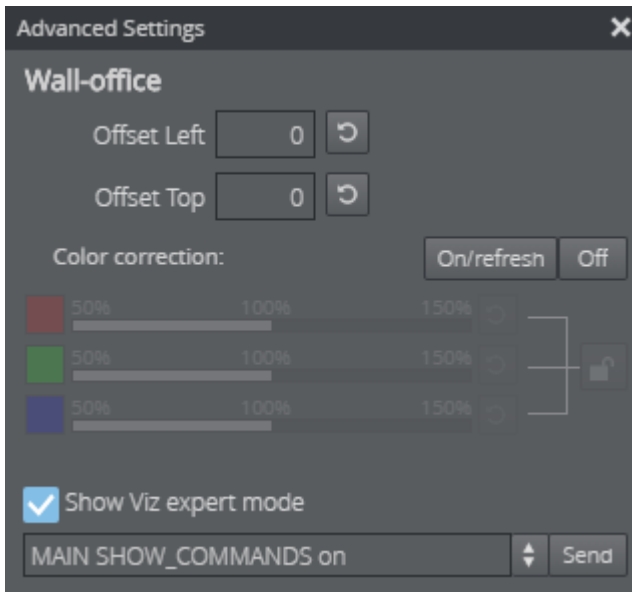 Advanced Settings
Wall-office
Offset Left 0
Offset Top 0
Color correction: On/refresh Off
50% 100% 150%
50% 100% 150%
50% 100% 150%
Show Viz expert mode
MAIN SHOW_COMMANDS on Send